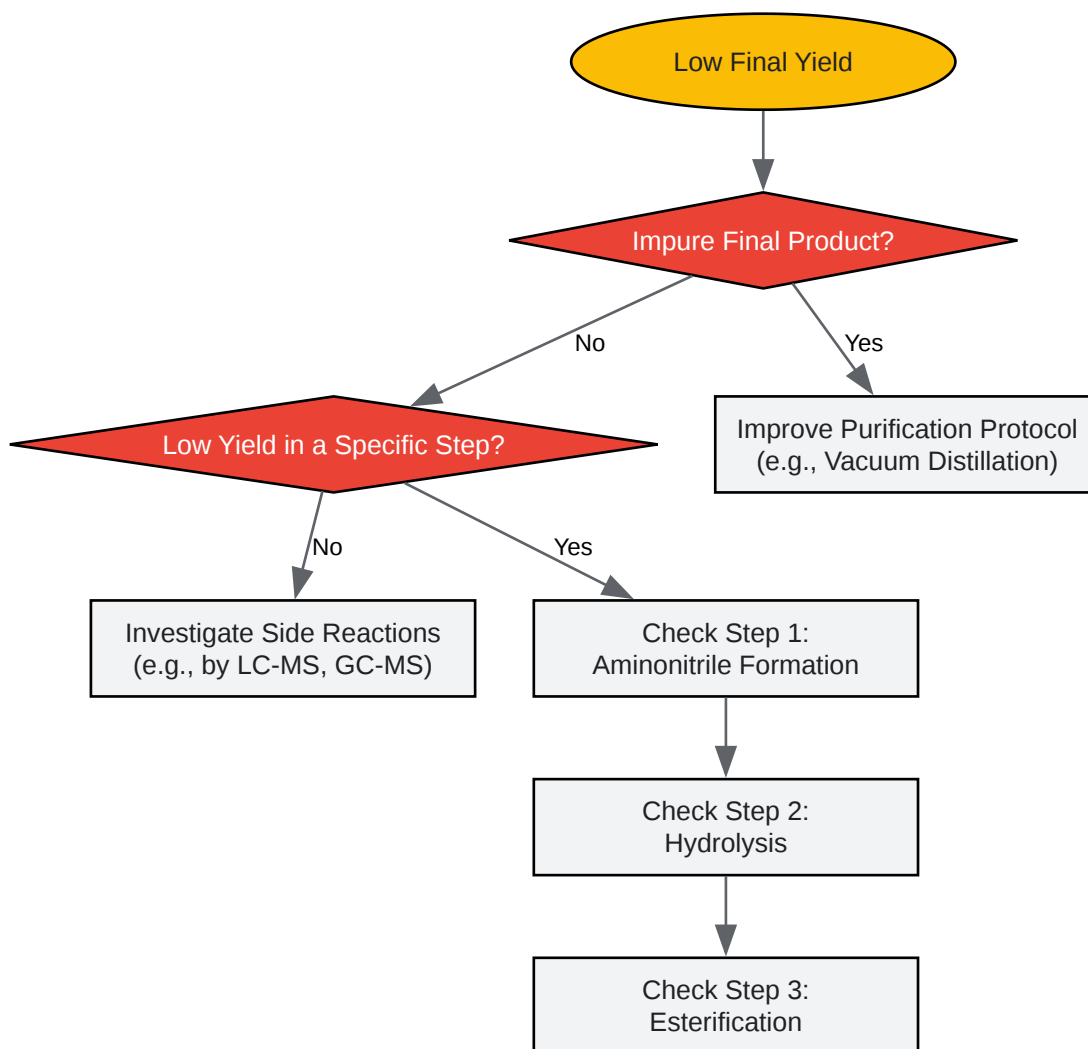 Low Final Yield
Impure Final Product?
No
Yes
Low Yield in a Specific Step?
Improve Purification Protocol
(e.g., Vacuum Distillation)
No
Yes
Investigate Side Reactions
(e.g., by LC-MS, GC-MS)
Check Step 1:
Aminonitrile Formation
Check Step 2:
Hydrolysis
Check Step 3:
Esterification